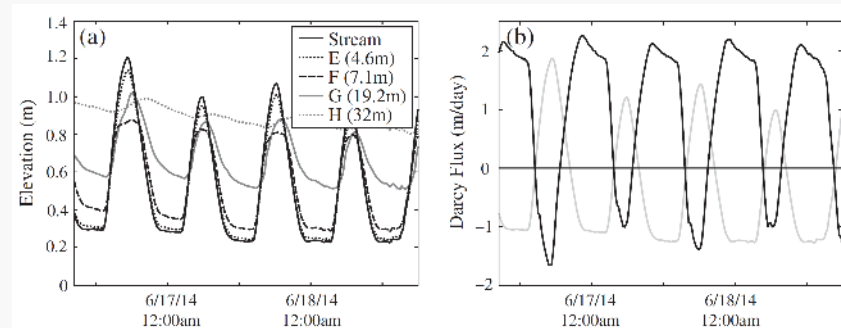 (a)
1.4
1.2
1.0
0.8
0.6
0.4
0.2
0
Elevation (m)
Stream
E (4.6m)
F (7.1m)
G (19.2m)
H (32m)
6/17/14
12:00am
6/18/14
12:00am
(b)
2
1
0
−1
−2
Darcy Flux (m/day)
6/17/14
12:00am
6/18/14
12:00am